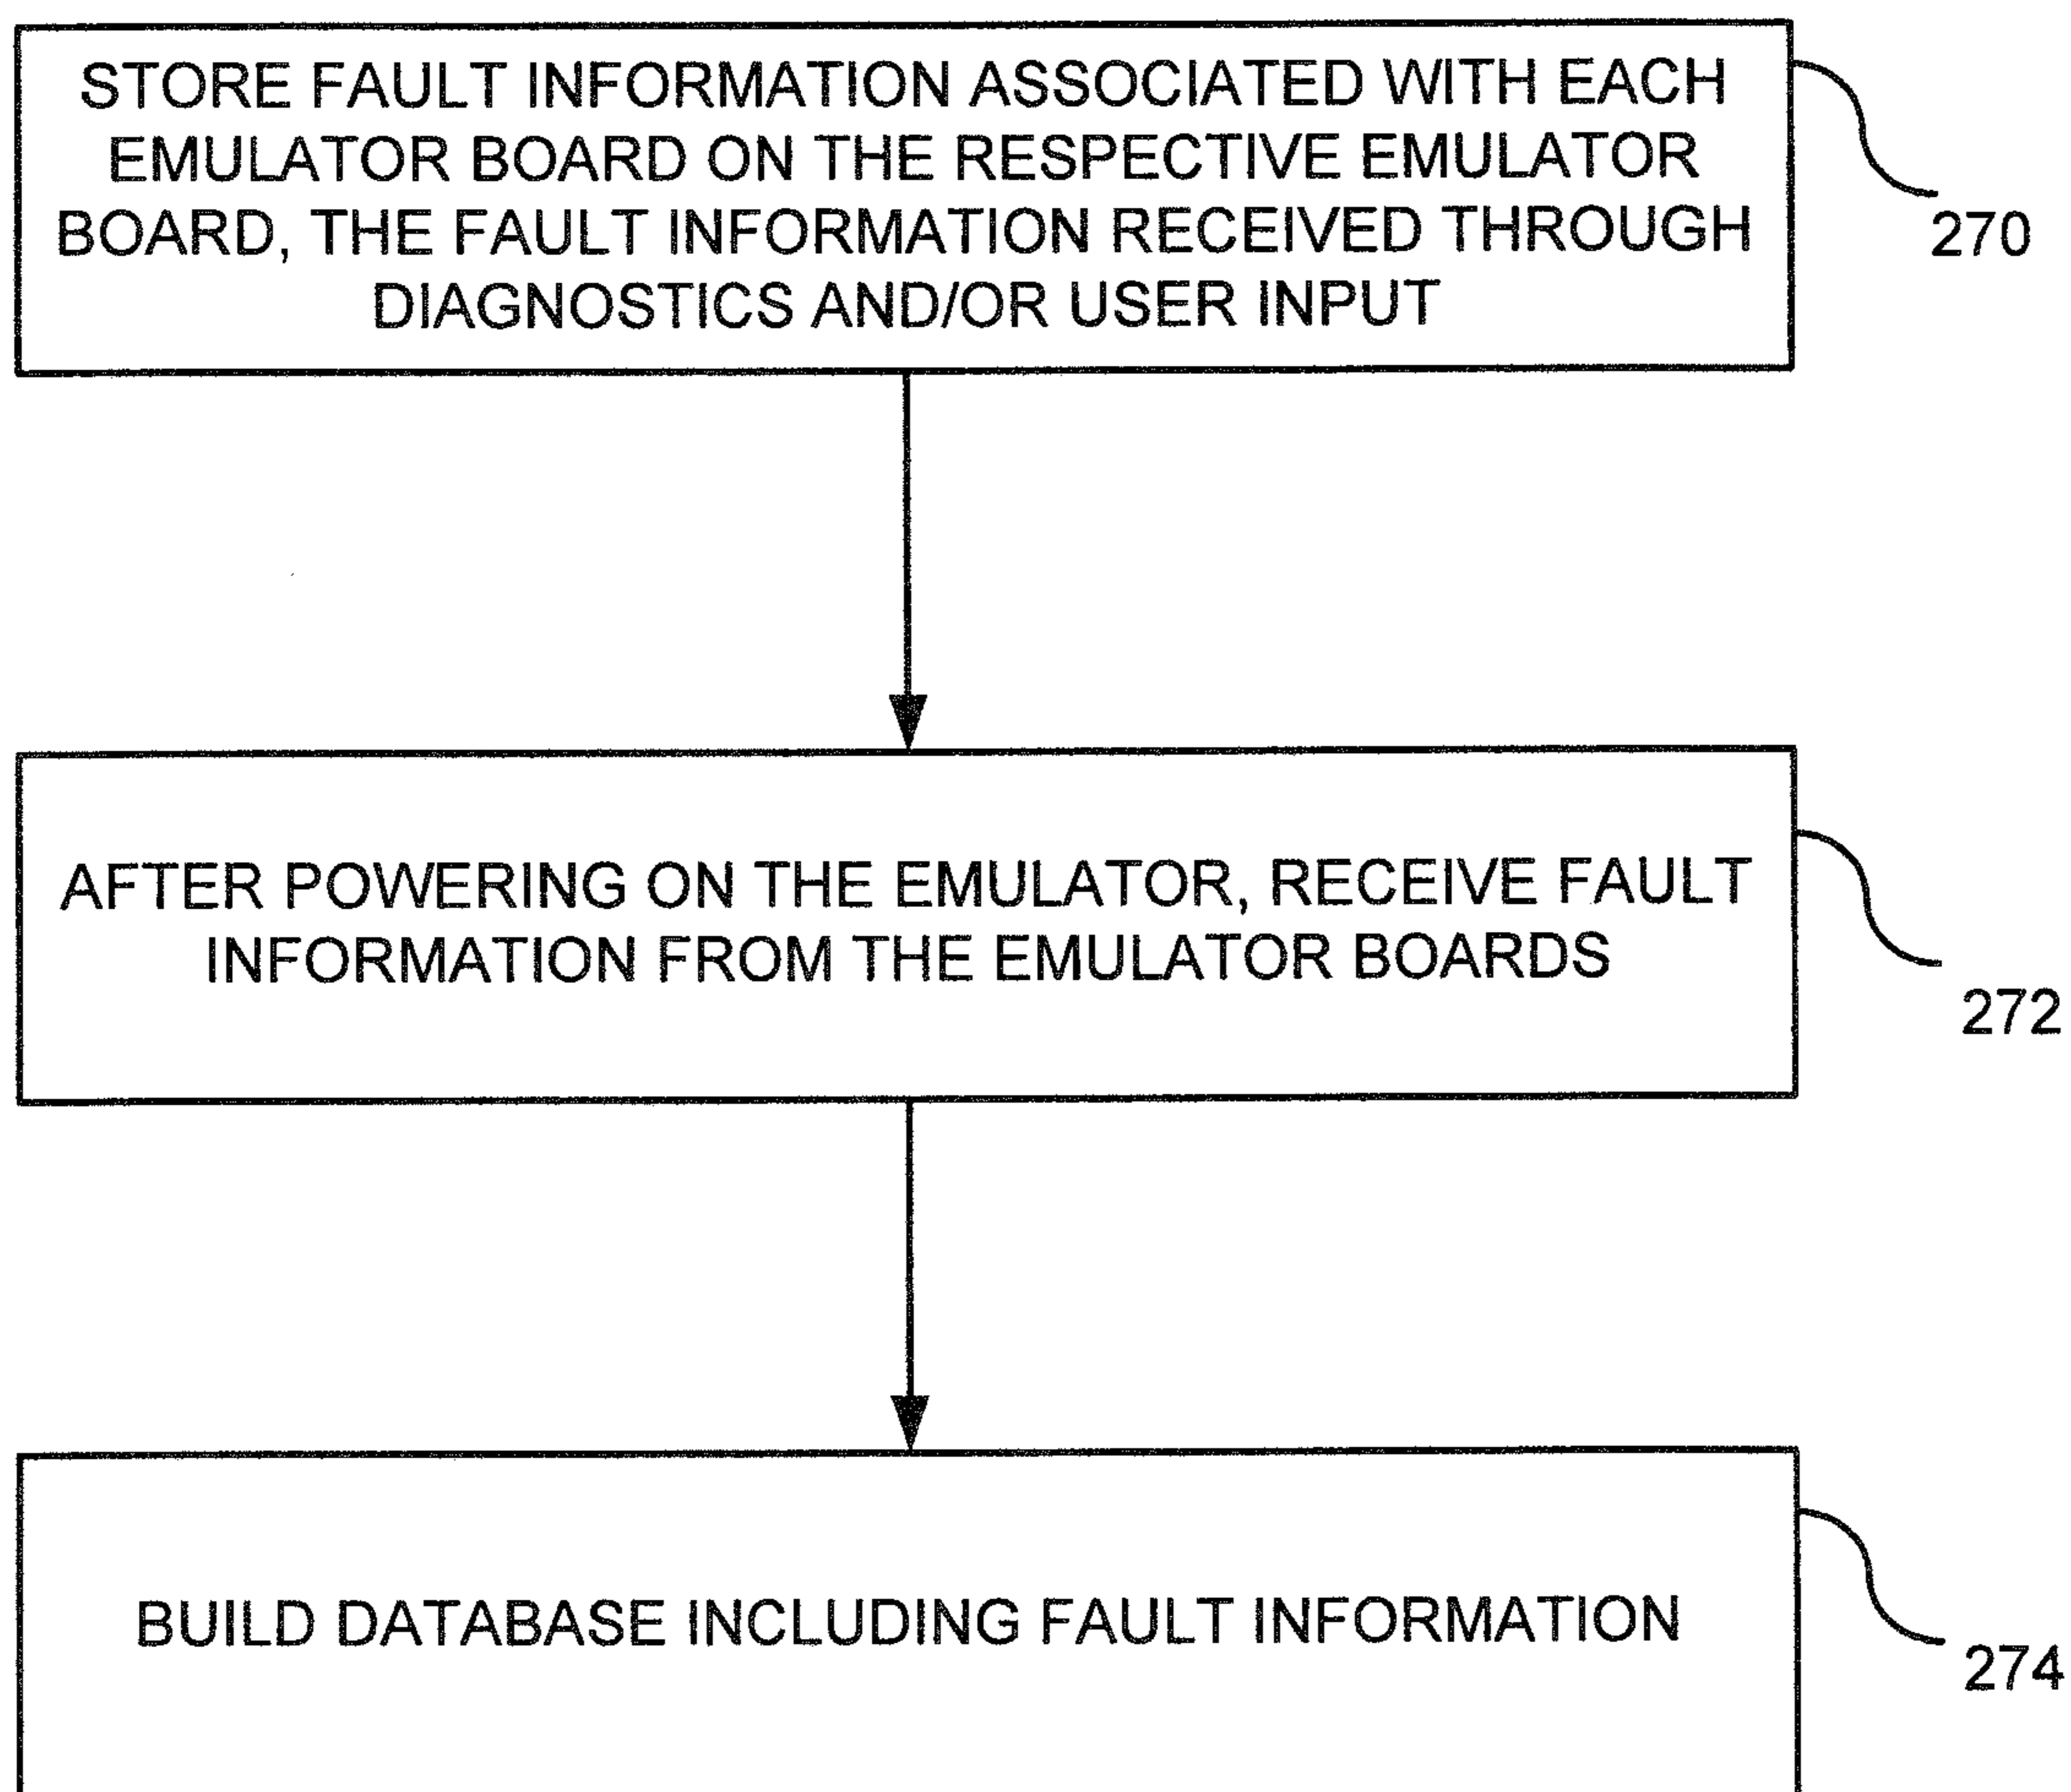 STORE FAULT INFORMATION ASSOCIATED WITH EACH
EMULATOR BOARD ON THE RESPECTIVE EMULATOR
BOARD, THE FAULT INFORMATION RECEIVED THROUGH
DIAGNOSTICS AND/OR USER INPUT
270
AFTER POWERING ON THE EMULATOR, RECEIVE FAULT
INFORMATION FROM THE EMULATOR BOARDS
272
BUILD DATABASE INCLUDING FAULT INFORMATION
274